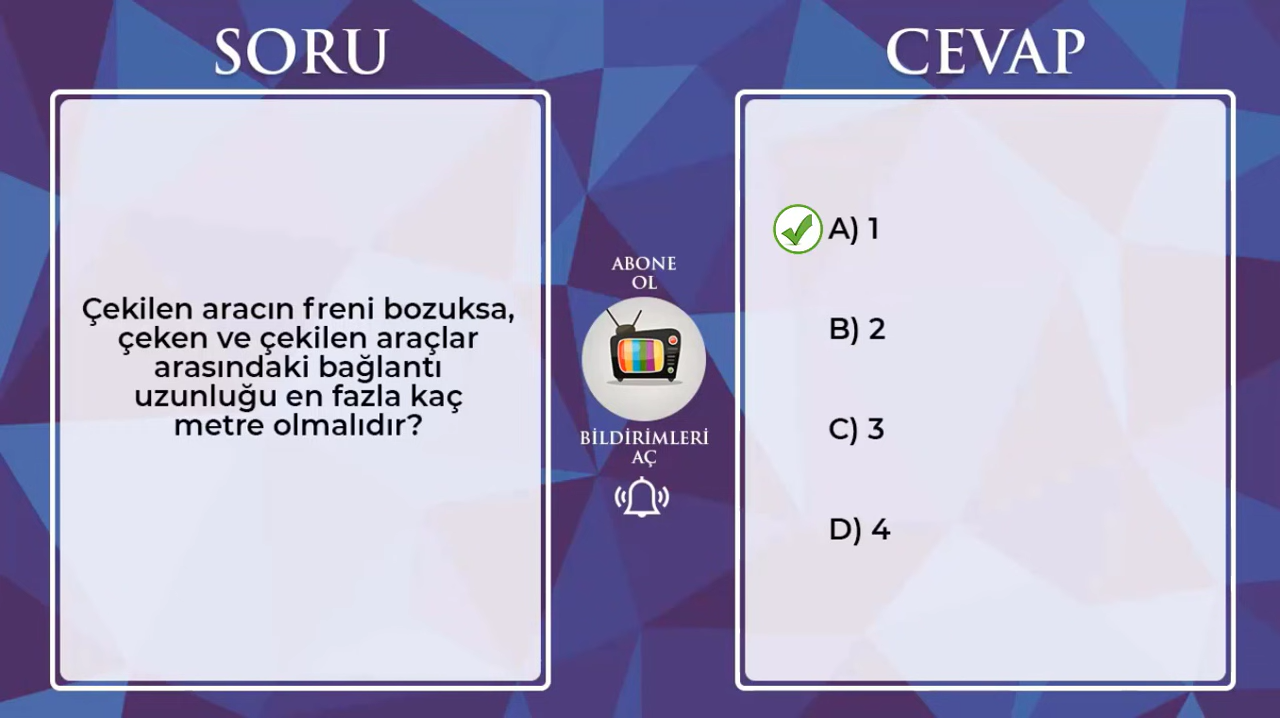 SORU
Çekilen aracın freni bozuksa,
çeken ve çekilen araçlar
arasındaki bağlantı
uzunluğu en fazla kaç
metre olmalıdır?
ABONE
OL
BİLDİRİMLERİ
AÇ
CEVAP
A) 1
B) 2
C) 3
D) 4